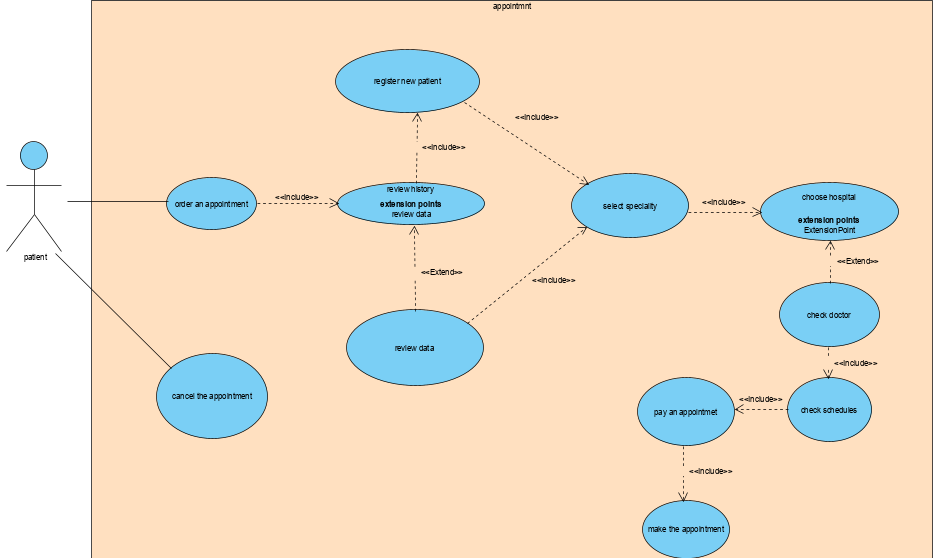 appointmnt
register new patient
<<Include>>
<<Include>>
review history
extension points
review data
order an appointment
<<Include>>
select speciality
<<Include>>
choose hospital
extension points
ExtensionPoint
patient
<<Extend>>
<<Include>>
<<Extend>>
check doctor
review data
<<Include>>
cancel the appointment
<<Include>>
pay an appointmet
check schedules
<<Include>>
make the appointment